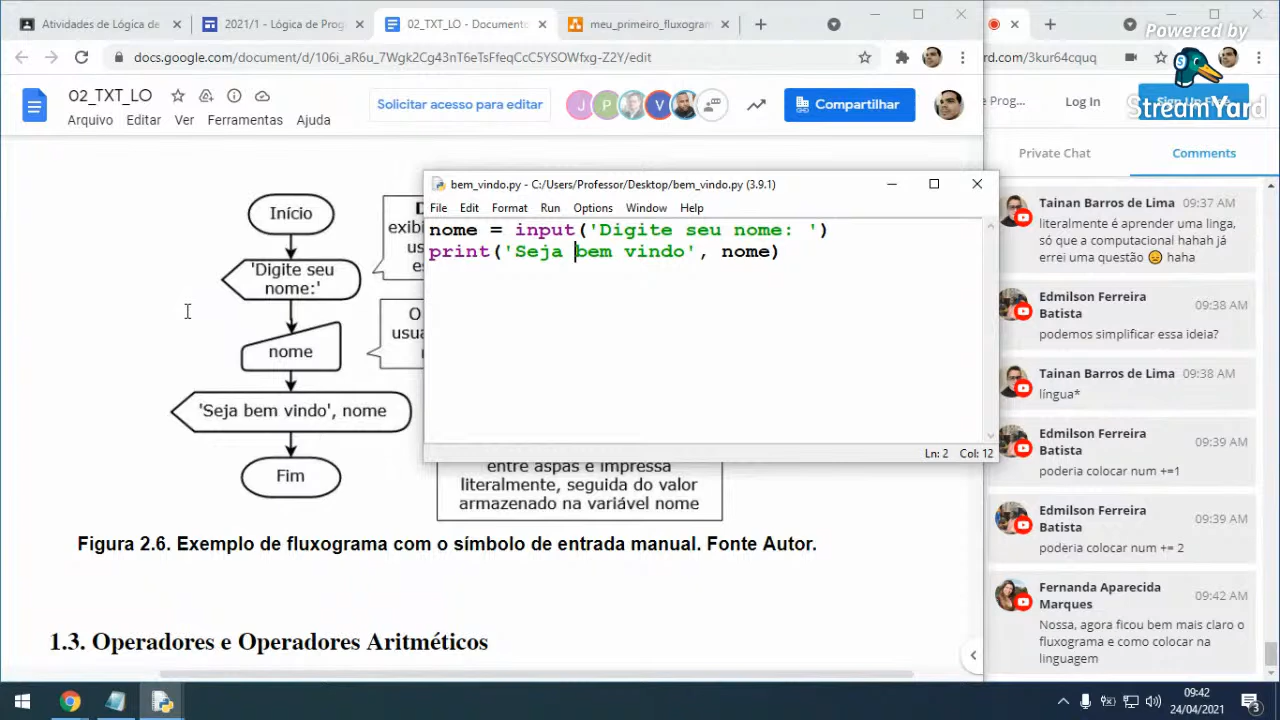 Atividades de Lógica de
2021/1 - Lógica de Prog
02_TXT_LO - Documento
meu_primeiro_fluxogram
docs.google.com/document/d/106i_aR6u_7Wgk2Cg43nT6eTFfeqCcC5YSOWfxg-Z2Y/edit
rd.com/3kur64cquq
Powered by
StreamYard
02_TXT_LO
Arquivo Editar Ver Ferramentas Ajuda
Solicitar acesso para editar
J P V
Compartilhar
e Prog...
Log In
Private Chat
Comments
Início
'Digite seu
nome:'
nome
'Seja bem vindo', nome
Fim
D
exibi
us
es
O
usua
bem_vindo.py - C:/Users/Professor/Desktop/bem_vindo.py (3.9.1)
File Edit Format Run Options Window Help
nome = input('Digite seu nome: ')
print('Seja bem vindo', nome)
Ln: 2 Col: 12
entre aspas e impressa
literalmente, seguida do valor
armazenado na variável nome
Figura 2.6. Exemplo de fluxograma com o símbolo de entrada manual. Fonte Autor.
1.3. Operadores e Operadores Aritméticos
Tainan Barros de Lima 09:37 AM
literalmente é aprender uma linga,
só que a computacional hahah já
errei uma questão 😞 haha
Edmilson Ferreira
Batista
09:38 AM
podemos simplificar essa ideia?
Tainan Barros de Lima 09:38 AM
língua*
Edmilson Ferreira
Batista
09:39 AM
poderia colocar num +=1
Edmilson Ferreira
Batista
09:39 AM
poderia colocar num += 2
Fernanda Aparecida
Marques
09:42 AM
Nossa, agora ficou bem mais claro o
fluxograma e como colocar na
linguagem
09:42
24/04/2021
3